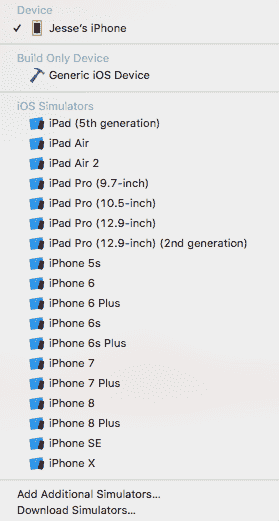 Device
Jesse's iPhone
Build Only Device
Generic iOS Device
iOS Simulators
iPad (5th generation)
iPad Air
iPad Air 2
iPad Pro (9.7-inch)
iPad Pro (10.5-inch)
iPad Pro (12.9-inch)
iPad Pro (12.9-inch) (2nd generation)
iPhone 5s
iPhone 6
iPhone 6 Plus
iPhone 6s
iPhone 6s Plus
iPhone 7
iPhone 7 Plus
iPhone 8
iPhone 8 Plus
iPhone SE
iPhone X
Add Additional Simulators...
Download Simulators...